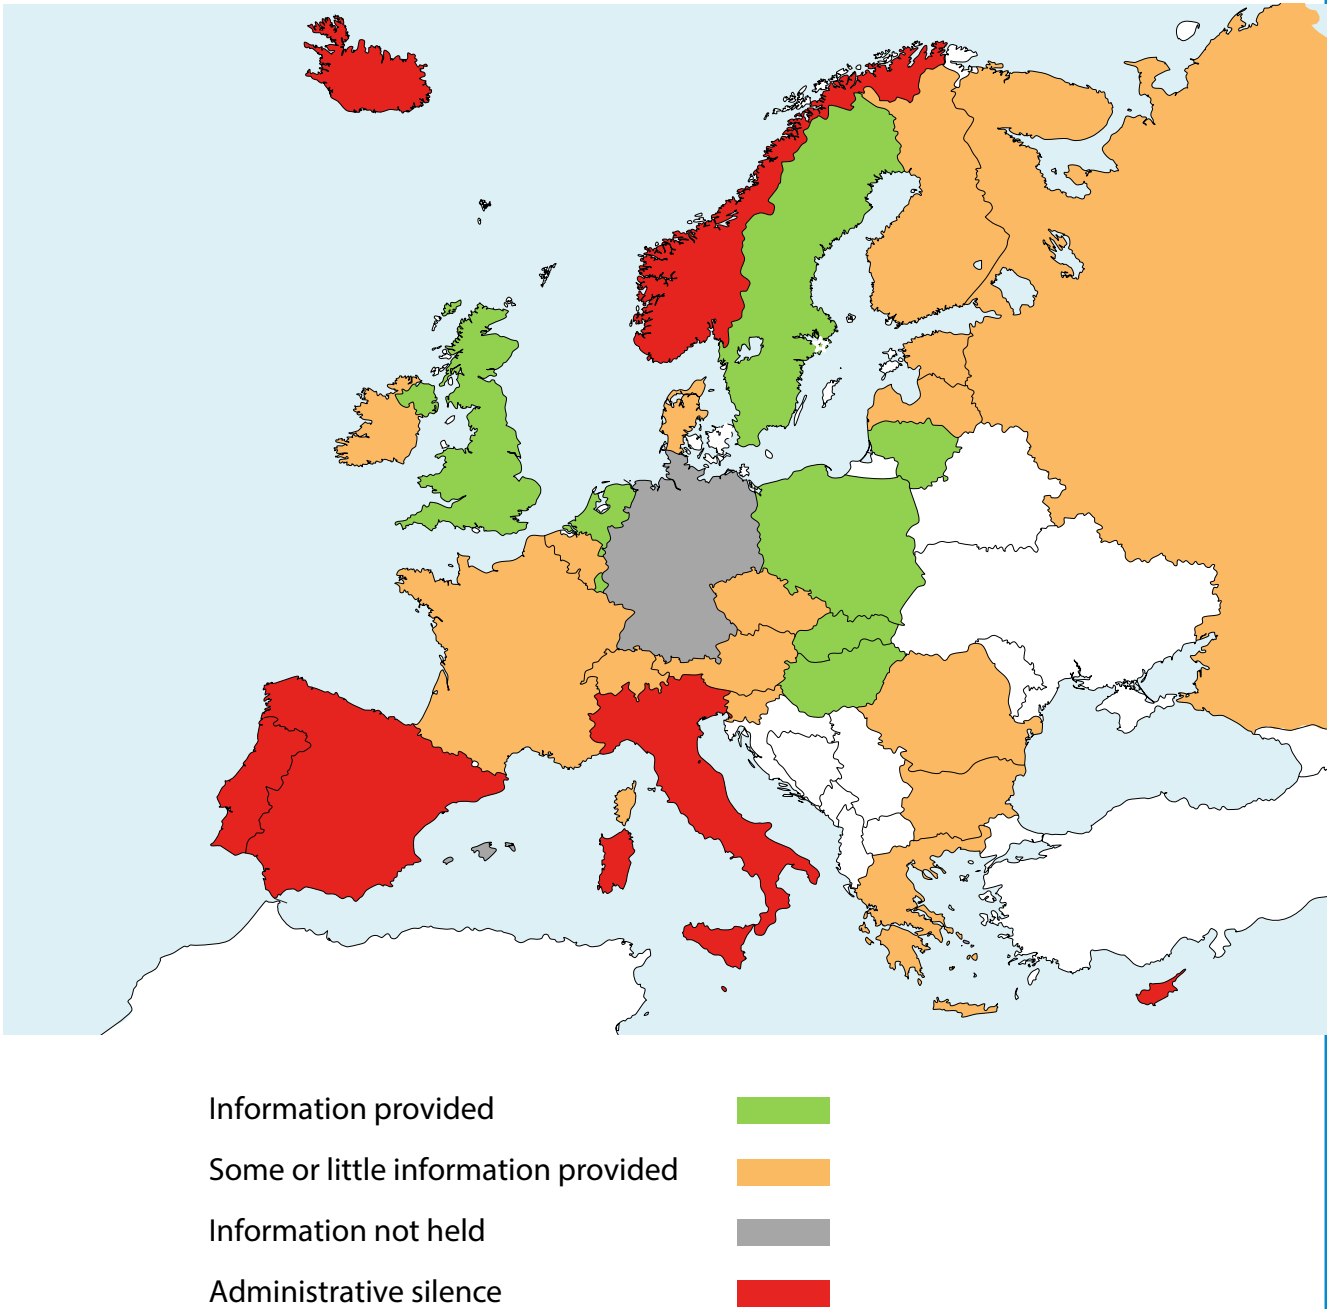 Information provided
Some or little information provided
Information not held
Administrative silence